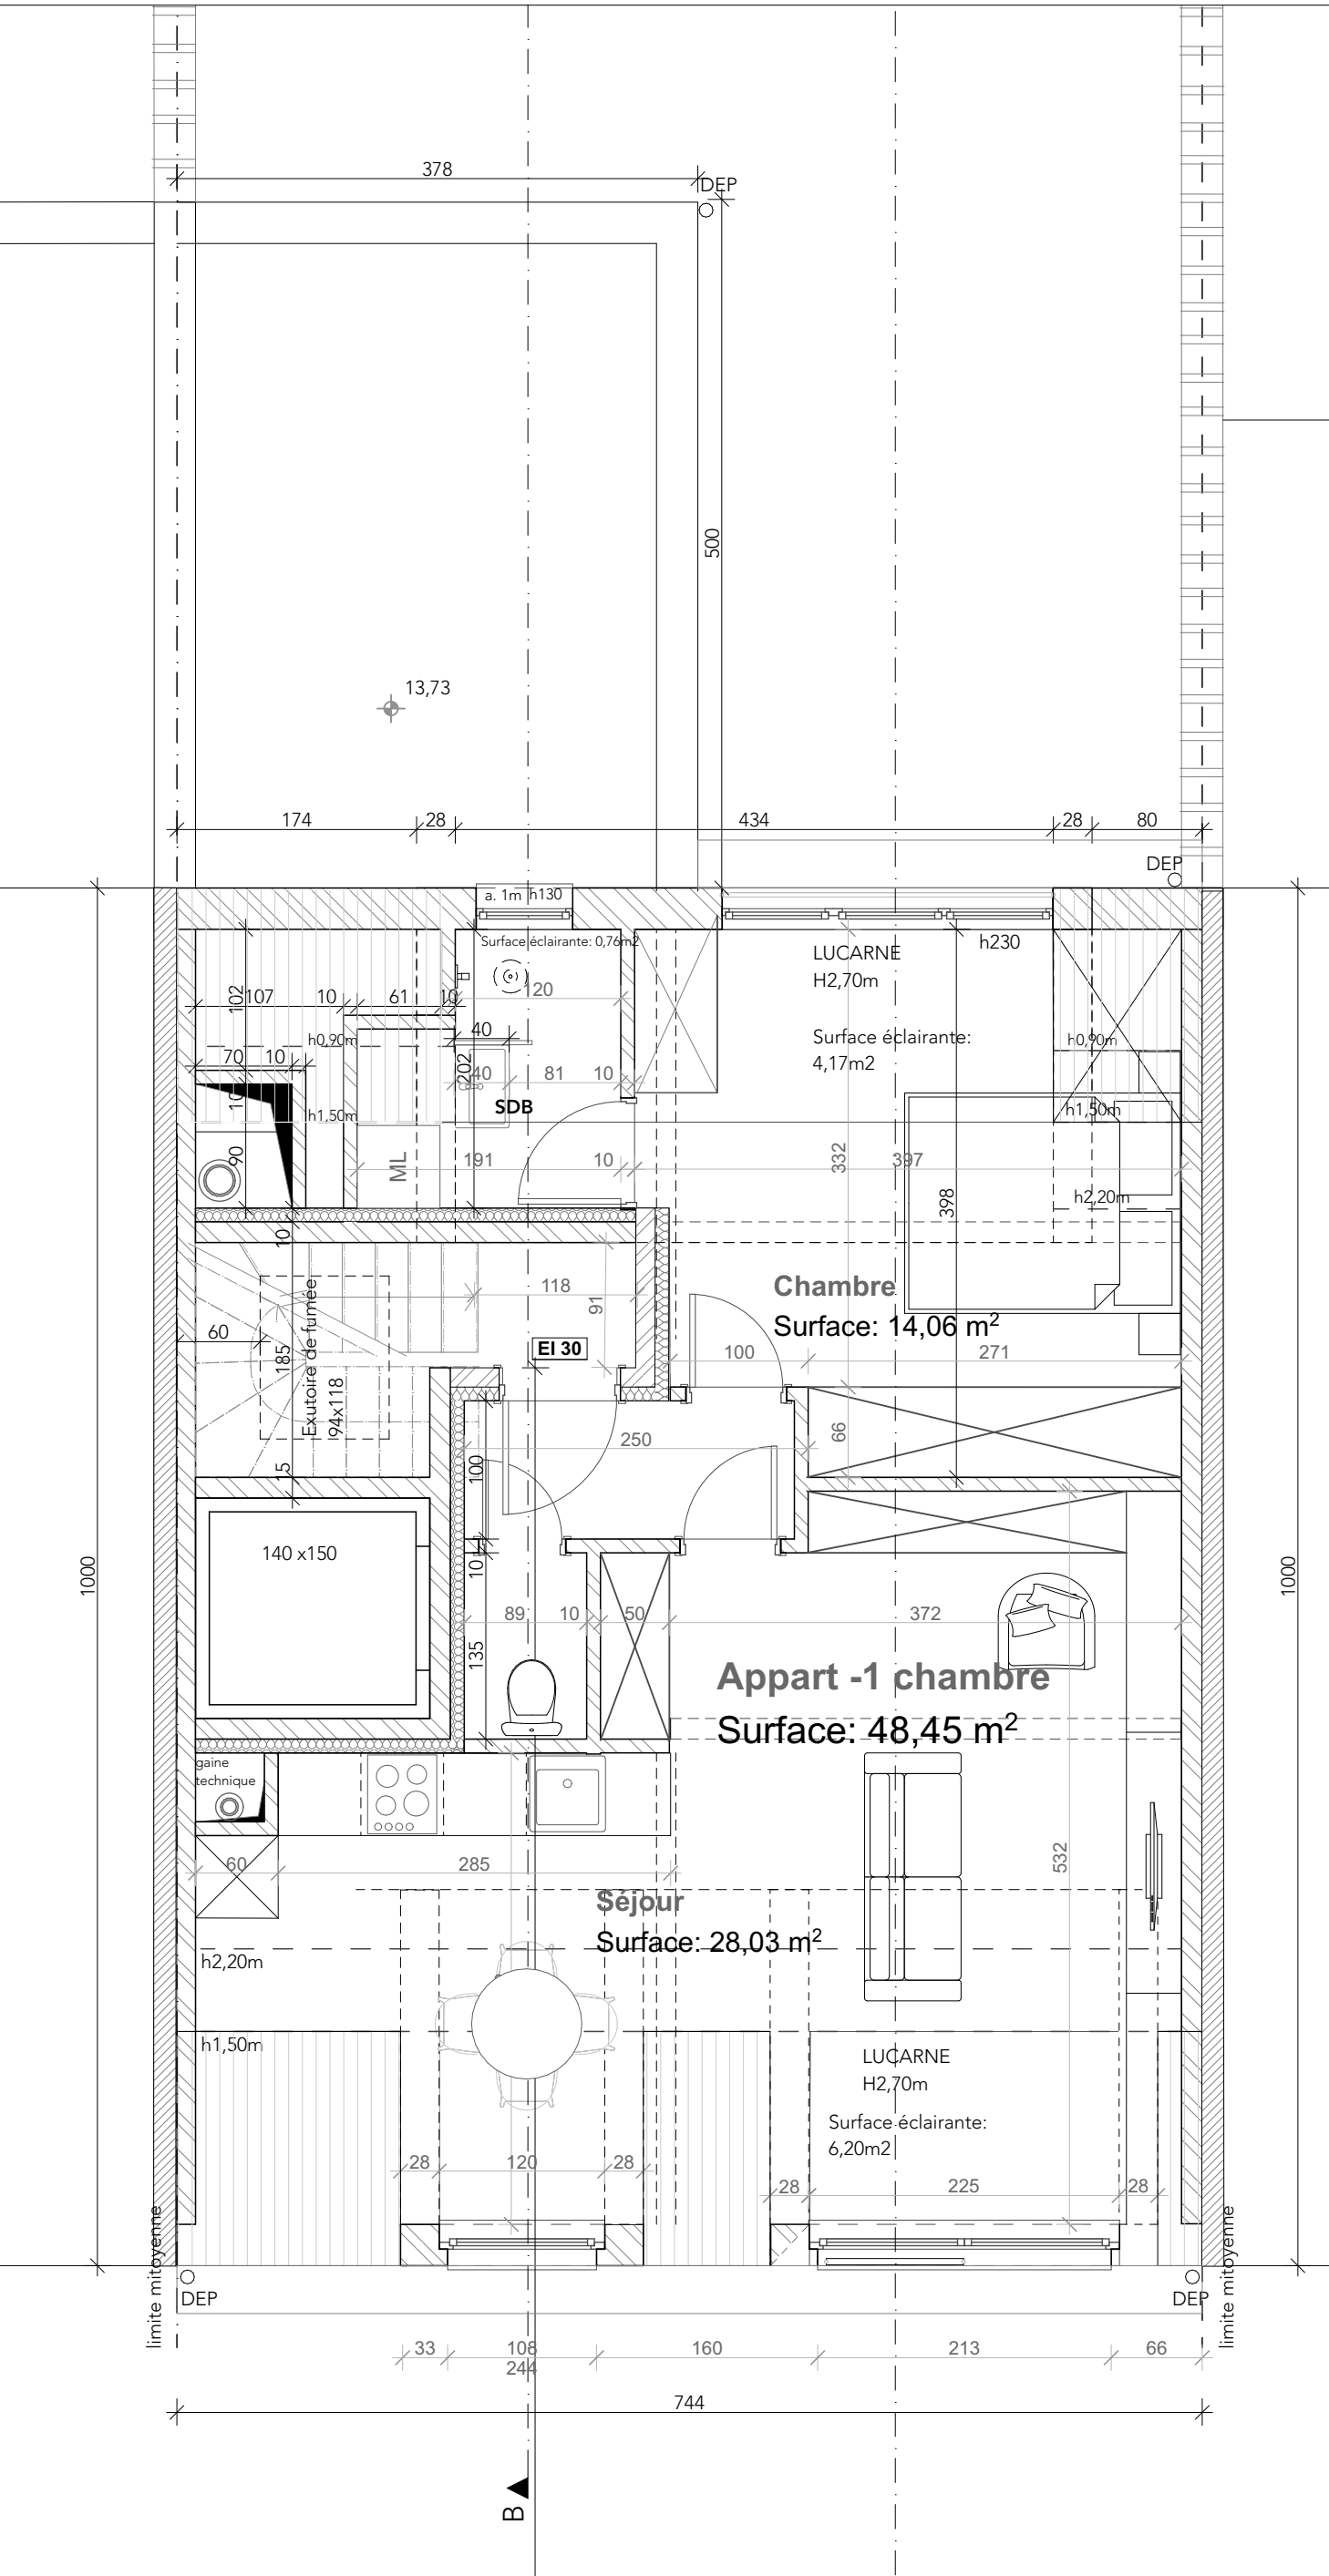 378
DEP
500
13,73
174
28
434
28
80
DEP
a. 1m
h130
Surface éclairante: 0,76m2
LUCARNE
H2,70m
h230
Surface éclairante:
4,17m2
102
107
10
61
10
120
h0,90m
40
h0,90m
70
10
202
40
81
10
10
SDB
h1,50m
h1,50m
90
ML
191
10
332
397
398
h2,20m
10
118
91
Chambre
Surface: 14,06 m²
60
185
Exutoire de fumée
94x118
EI 30
100
271
250
66
100
15
1000
140 x150
10
1000
89
10
50
372
135
Appart -1 chambre
Surface: 48,45 m²
gaine
technique
60
285
532
Séjour
Surface: 28,03 m²
h2,20m
h1,50m
LUCARNE
H2,70m
Surface éclairante:
6,20m2
28
120
28
28
225
28
limite mitoyenne
limite mitoyenne
DEP
DEP
33
108
244
160
213
66
744
B